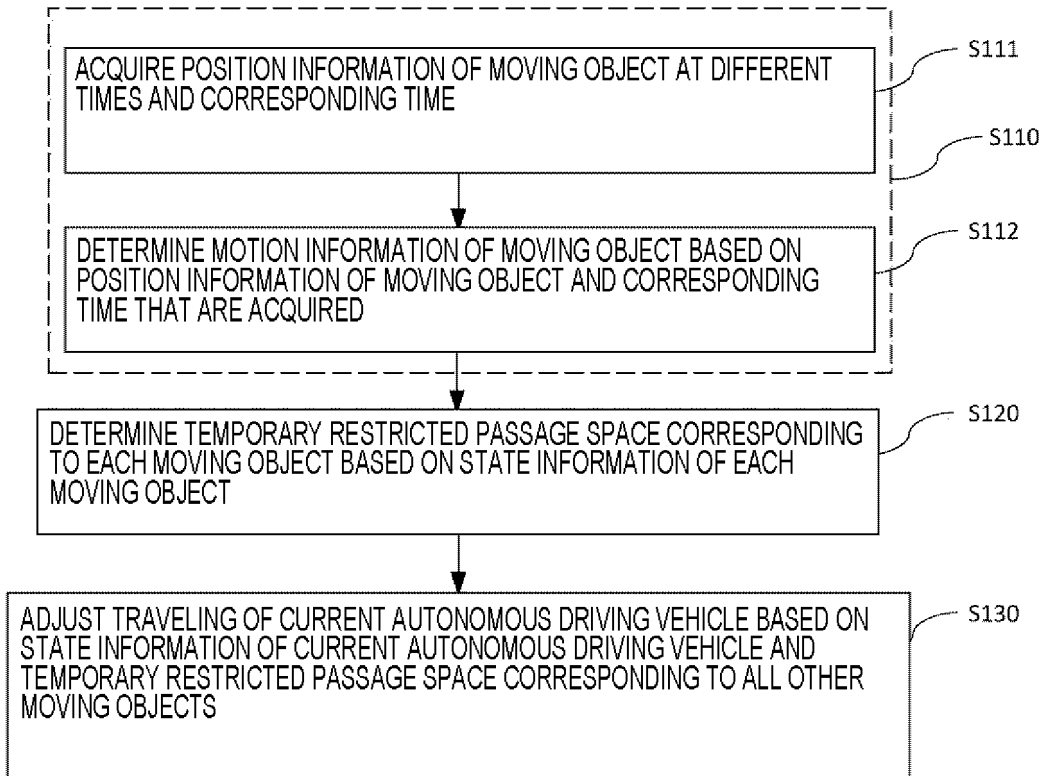 ACQUIRE POSITION INFORMATION OF MOVING OBJECT AT DIFFERENT
TIMES AND CORRESPONDING TIME
S111
S110
DETERMINE MOTION INFORMATION OF MOVING OBJECT BASED ON
POSITION INFORMATION OF MOVING OBJECT AND CORRESPONDING
TIME THAT ARE ACQUIRED
S112
DETERMINE TEMPORARY RESTRICTED PASSAGE SPACE CORRESPONDING
TO EACH MOVING OBJECT BASED ON STATE INFORMATION OF EACH
MOVING OBJECT
S120
ADJUST TRAVELING OF CURRENT AUTONOMOUS DRIVING VEHICLE BASED ON
STATE INFORMATION OF CURRENT AUTONOMOUS DRIVING VEHICLE AND
TEMPORARY RESTRICTED PASSAGE SPACE CORRESPONDING TO ALL OTHER
MOVING OBJECTS
S130